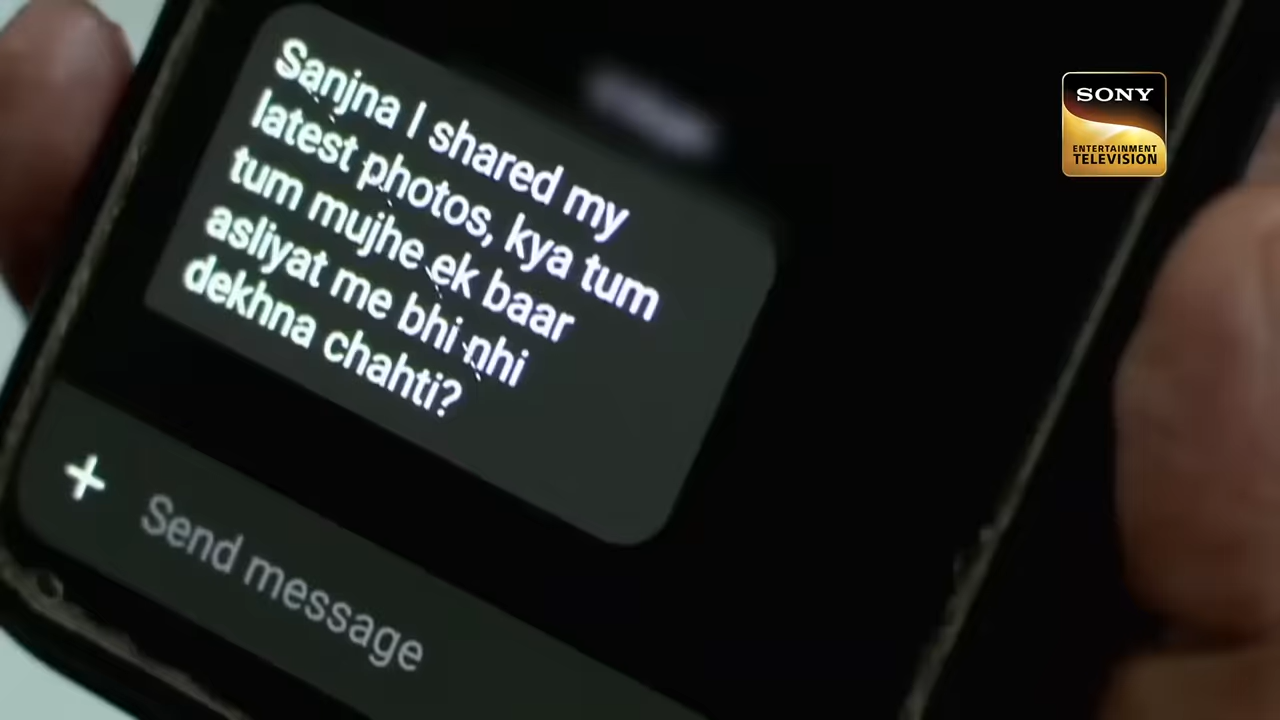 Sanjna I shared my
latest photos, kya tum
tum mujhe ek baar
asliyat me bhi nhi
dekhna chahti?
Send message
SONY
ENTERTAINMENT
TELEVISION